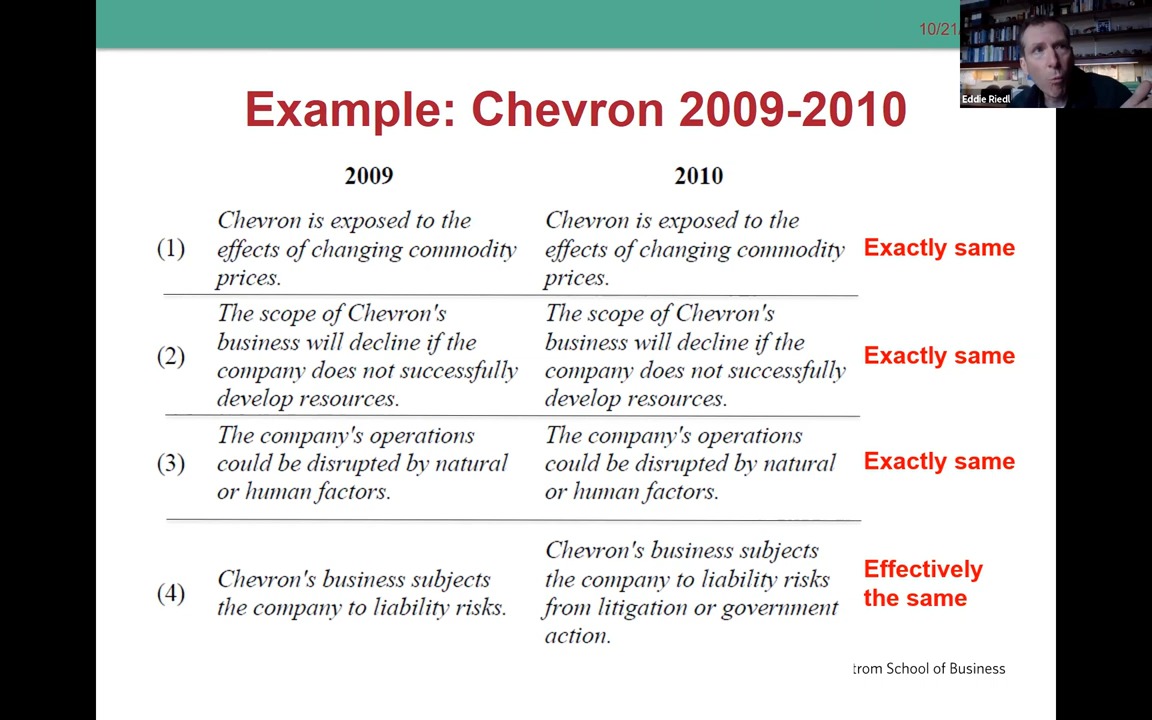 10/21/
Eddie Riedl
Example: Chevron 2009-2010
2009
2010
(1)
Chevron is exposed to the
effects of changing commodity
prices.
Chevron is exposed to the
effects of changing commodity
prices.
Exactly same
(2)
The scope of Chevron's
business will decline if the
company does not successfully
develop resources.
The scope of Chevron's
business will decline if the
company does not successfully
develop resources.
Exactly same
(3)
The company's operations
could be disrupted by natural
or human factors.
The company's operations
could be disrupted by natural
or human factors.
Exactly same
(4)
Chevron's business subjects
the company to liability risks.
Chevron's business subjects
the company to liability risks
from litigation or government
action.
Effectively
the same
trom School of Business